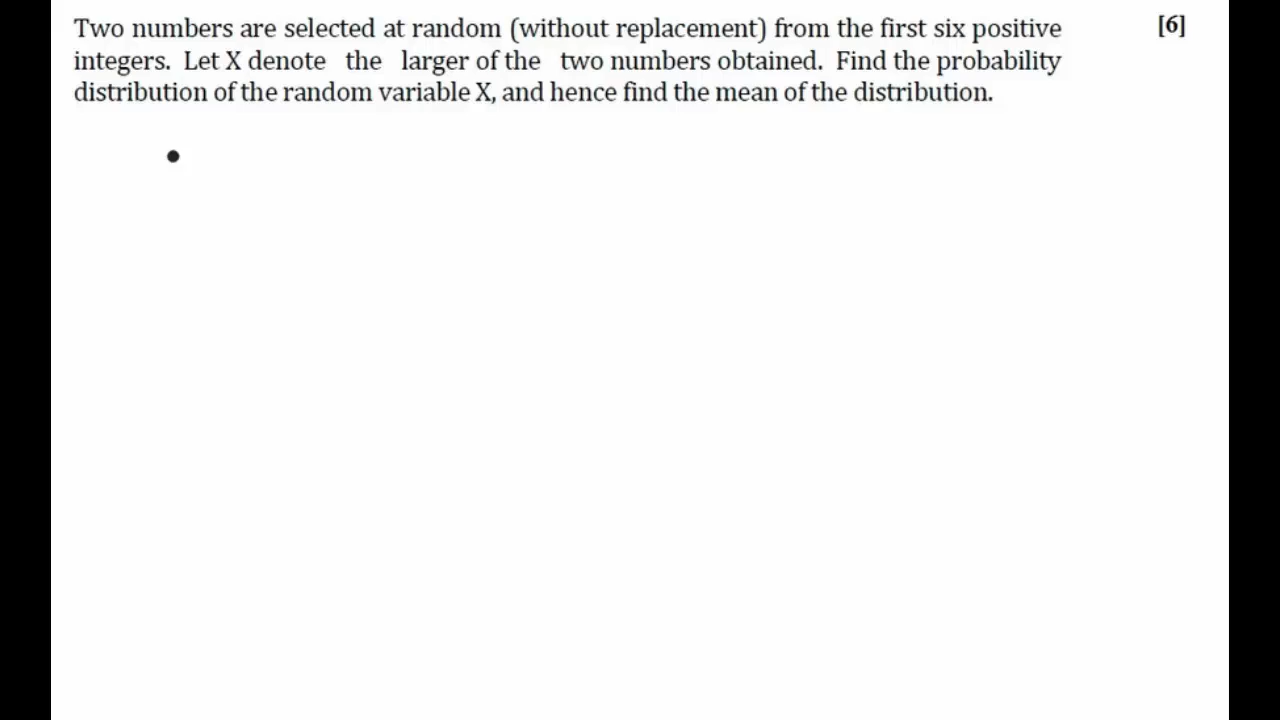 Two numbers are selected at random (without replacement) from the first six positive [6]
integers. Let X denote the larger of the two numbers obtained. Find the probability
distribution of the random variable X, and hence find the mean of the distribution.